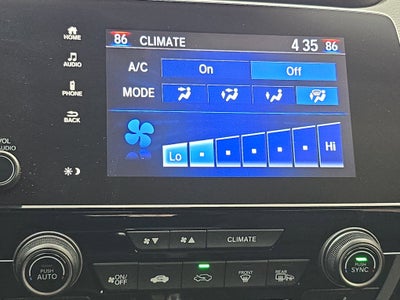 86 CLIMATE 4 35 86
HOME
A/C On Off
AUDIO
MODE
PHONE
BACK
VOL
AUDIO
Lo Hi
PUSH
AUTO
CLIMATE
PUSH
SYNC
ON/
OFF
FRONT
REAR